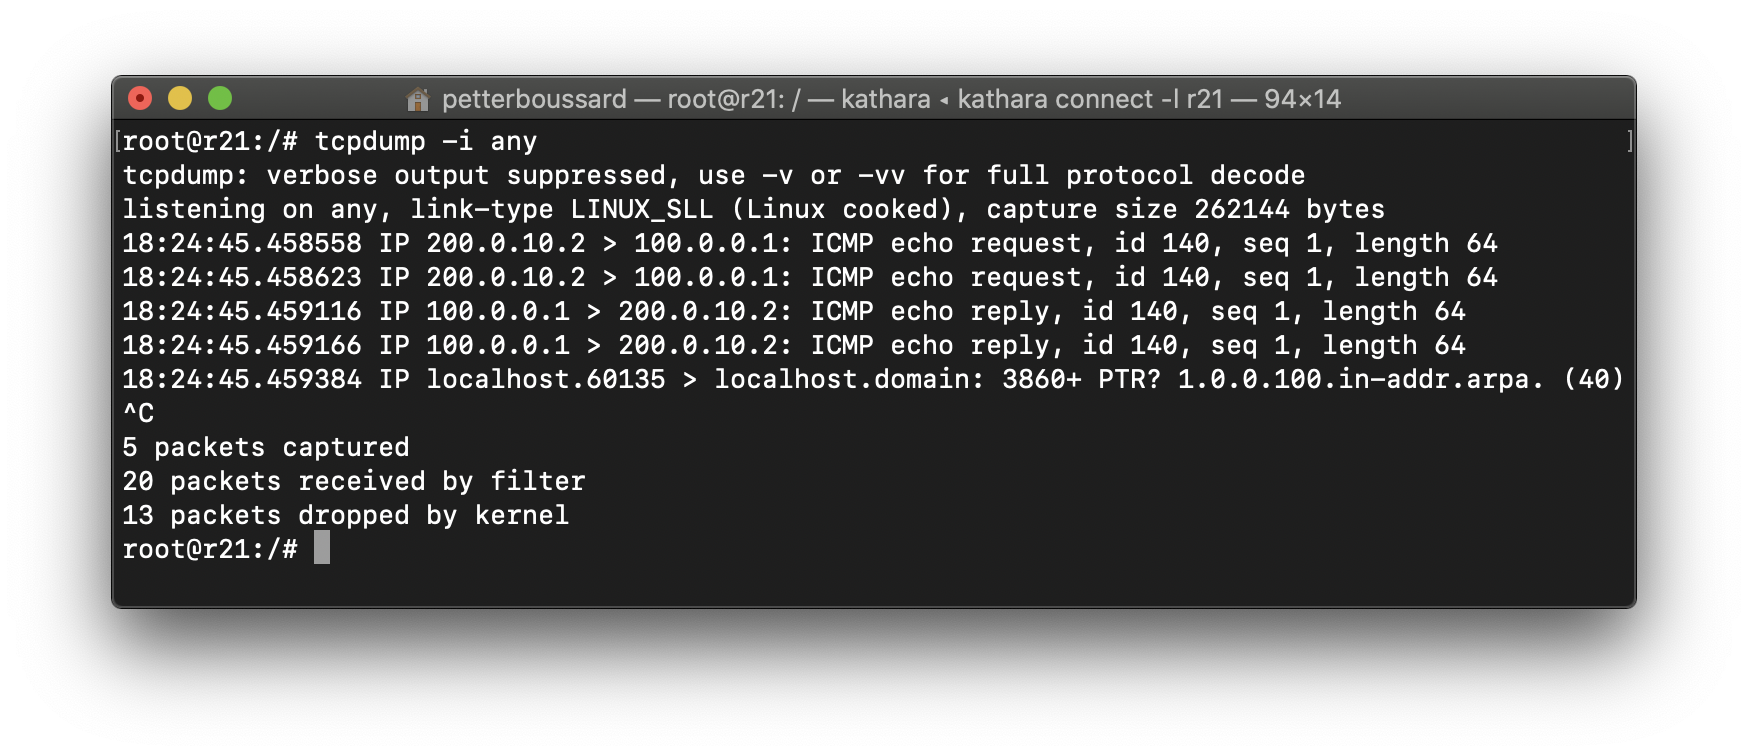 petterboussard — root@r21: / — kathara ◂ kathara connect -l r21 — 94×14
[root@r21:/# tcpdump -i any ]
tcpdump: verbose output suppressed, use -v or -vv for full protocol decode
listening on any, link-type LINUX_SLL (Linux cooked), capture size 262144 bytes
18:24:45.458558 IP 200.0.10.2 > 100.0.0.1: ICMP echo request, id 140, seq 1, length 64
18:24:45.458623 IP 200.0.10.2 > 100.0.0.1: ICMP echo request, id 140, seq 1, length 64
18:24:45.459116 IP 100.0.0.1 > 200.0.10.2: ICMP echo reply, id 140, seq 1, length 64
18:24:45.459166 IP 100.0.0.1 > 200.0.10.2: ICMP echo reply, id 140, seq 1, length 64
18:24:45.459384 IP localhost.60135 > localhost.domain: 3860+ PTR? 1.0.0.100.in-addr.arpa. (40)
^C
5 packets captured
20 packets received by filter
13 packets dropped by kernel
root@r21:/#